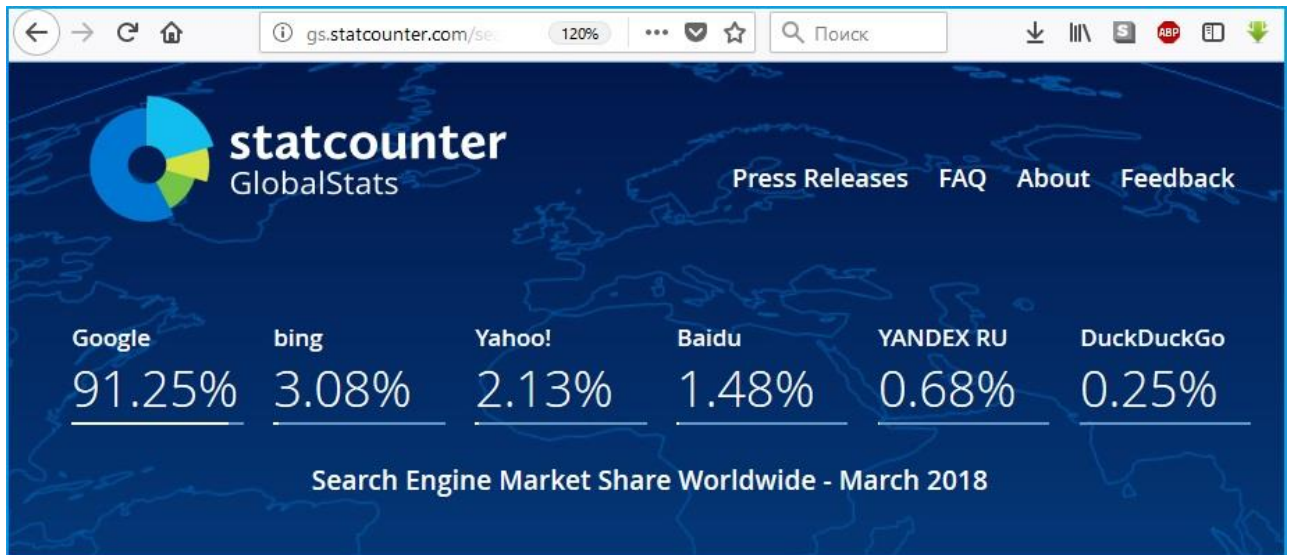 gs.statcounter.com/se 120% Поиск S ABP
statcounter
GlobalStats
Press Releases FAQ About Feedback
Google bing Yahoo! Baidu YANDEX RU DuckDuckGo
91.25% 3.08% 2.13% 1.48% 0.68% 0.25%
Search Engine Market Share Worldwide - March 2018